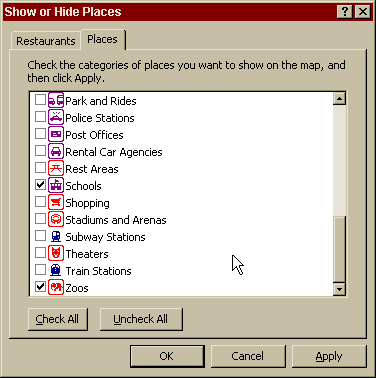 Show or Hide Places
Restaurants Places
Check the categories of places you want to show on the map, and
then click Apply.
Park and Rides
Police Stations
Post Offices
Rental Car Agencies
Rest Areas
Schools
Shopping
Stadiums and Arenas
Subway Stations
Theaters
Train Stations
Zoos
Check All Uncheck All
OK Cancel Apply